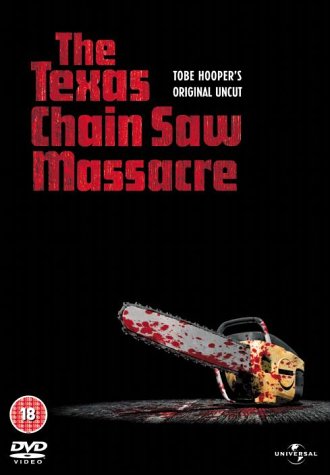 The
Texas
Chain Saw
Massacre
TOBE HOOPER'S
ORIGINAL UNCUT
18
DVD
VIDEO
UNIVERSAL